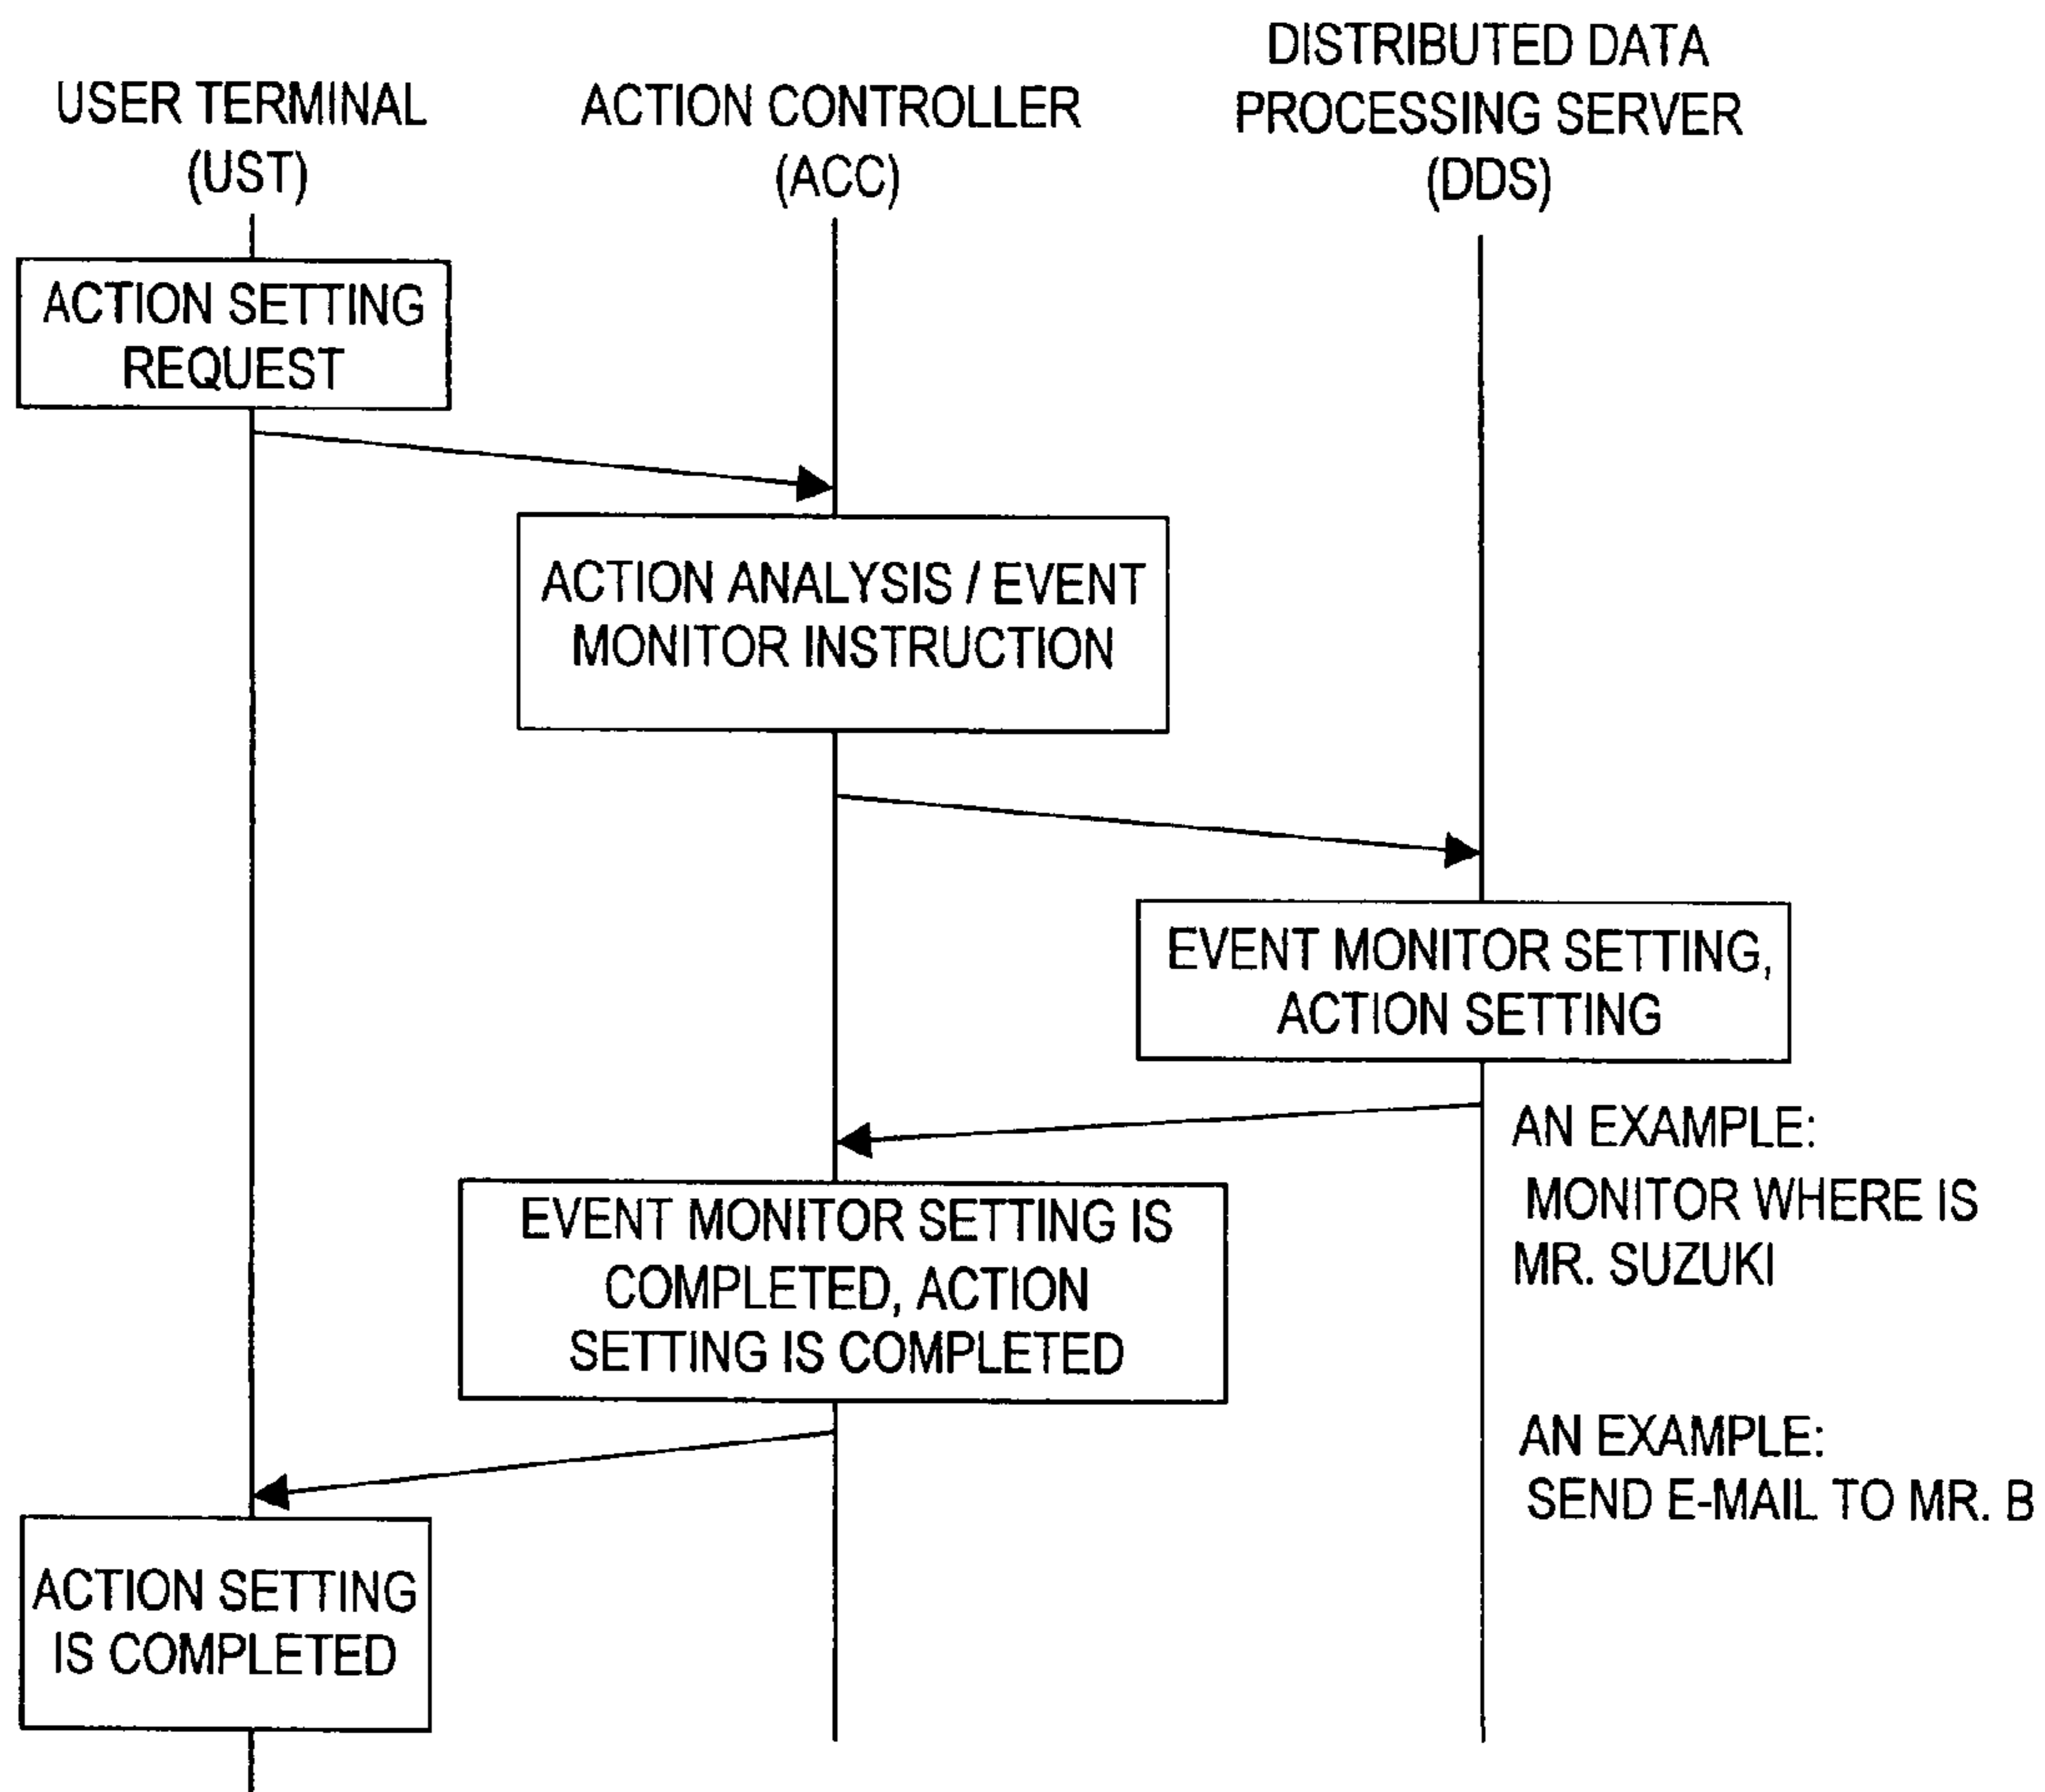 USER TERMINAL
(UST)
ACTION CONTROLLER
(ACC)
DISTRIBUTED DATA
PROCESSING SERVER
(DDS)
ACTION SETTING
REQUEST
ACTION ANALYSIS / EVENT
MONITOR INSTRUCTION
EVENT MONITOR SETTING,
ACTION SETTING
AN EXAMPLE:
MONITOR WHERE IS
MR. SUZUKI
EVENT MONITOR SETTING IS
COMPLETED, ACTION
SETTING IS COMPLETED
AN EXAMPLE:
SEND E-MAIL TO MR. B
ACTION SETTING
IS COMPLETED